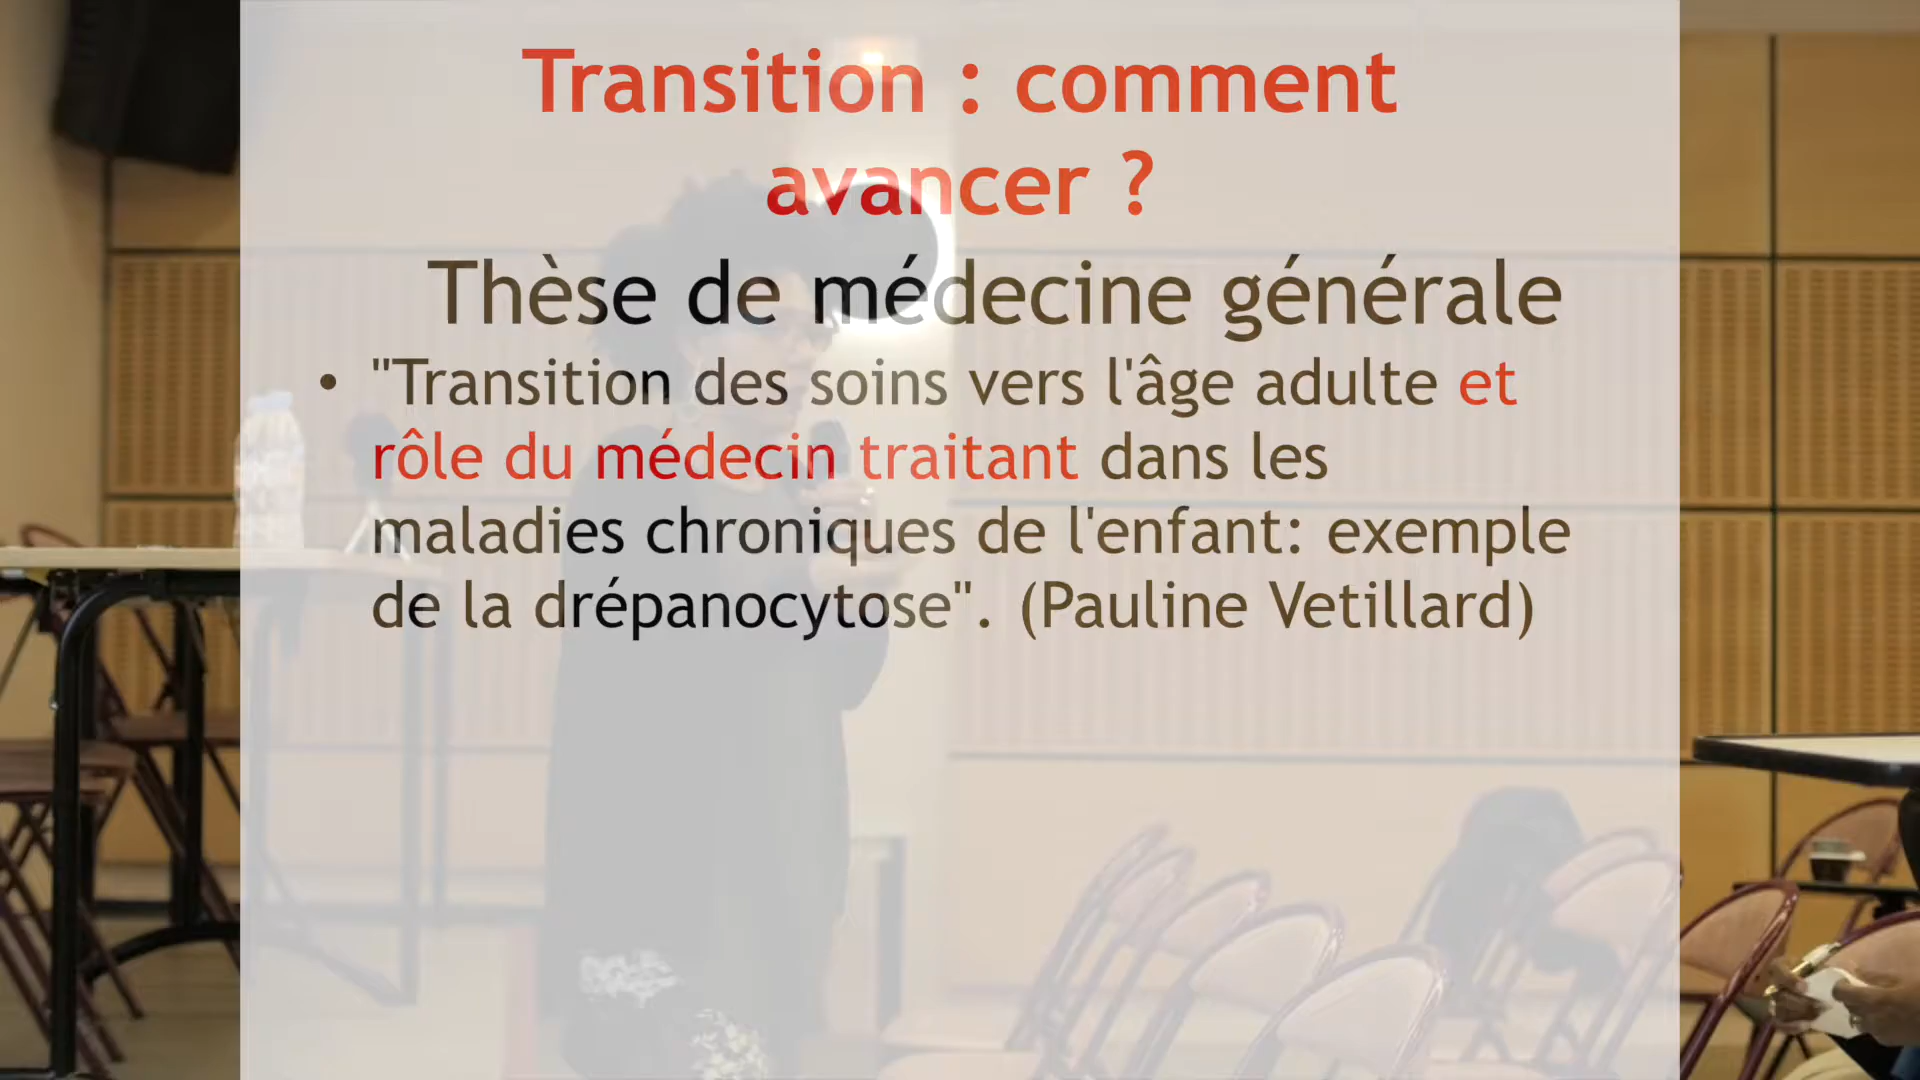 Transition : comment
avancer ?
Thèse de médecine générale
• "Transition des soins vers l'âge adulte et
rôle du médecin traitant dans les
maladies chroniques de l'enfant: exemple
de la drépanocytose". (Pauline Vetillard)